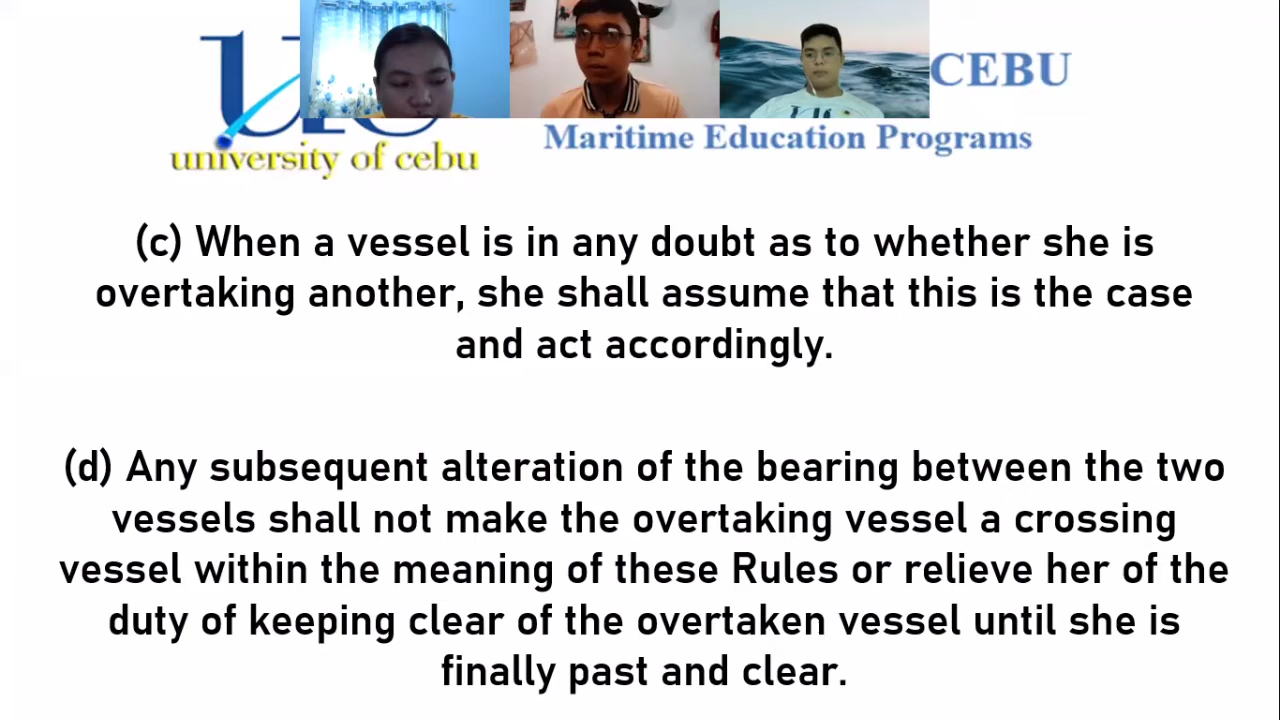 CEBU
university of cebu
Maritime Education Programs
(c) When a vessel is in any doubt as to whether she is
overtaking another, she shall assume that this is the case
and act accordingly.
(d) Any subsequent alteration of the bearing between the two
vessels shall not make the overtaking vessel a crossing
vessel within the meaning of these Rules or relieve her of the
duty of keeping clear of the overtaken vessel until she is
finally past and clear.